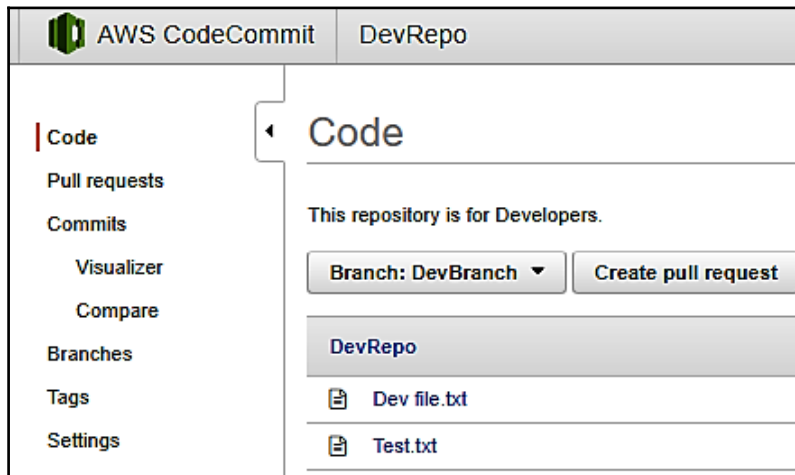 AWS CodeCommit DevRepo
Code
Pull requests
Commits
Visualizer
Compare
Branches
Tags
Settings
Code
This repository is for Developers.
Branch: DevBranch Create pull request
DevRepo
Dev file.txt
Test.txt